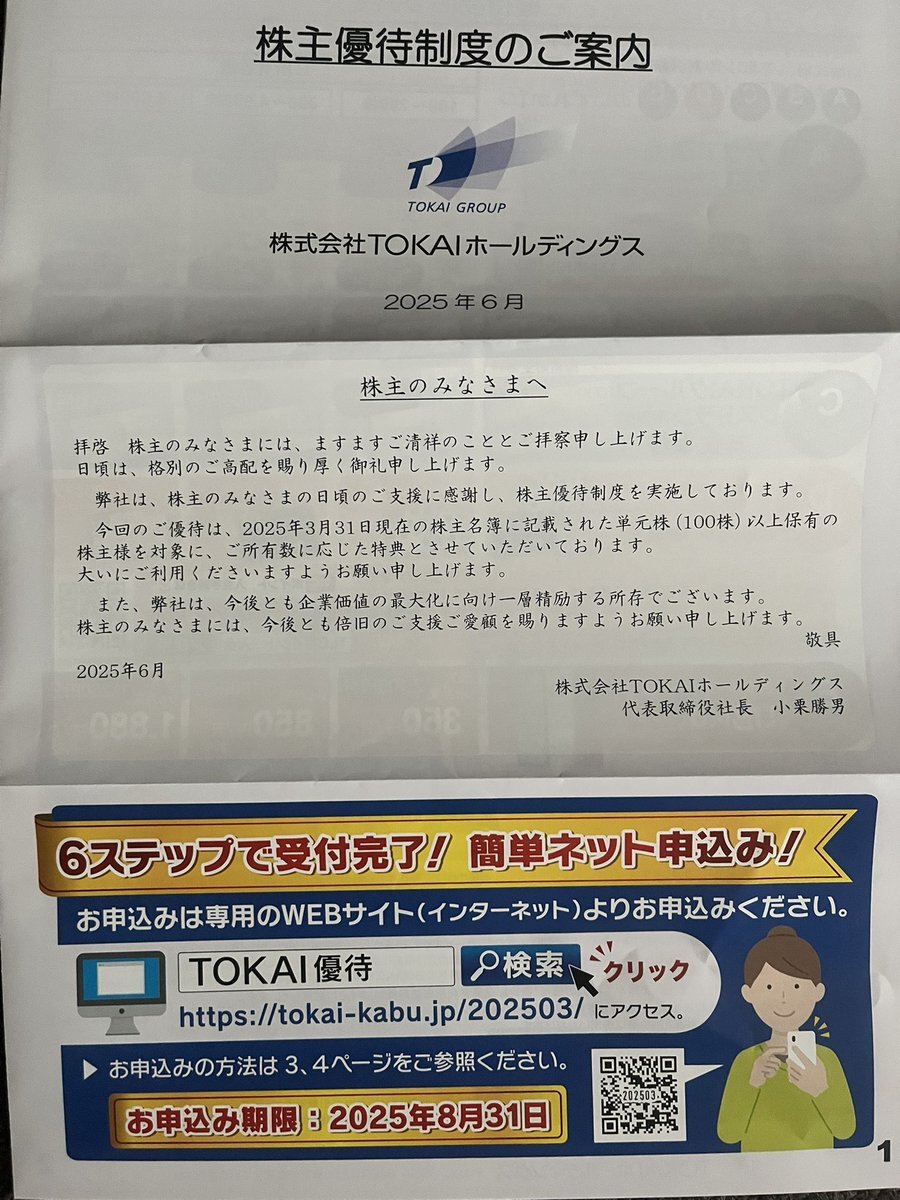 株主優待制度のご案内
TOKAI GROUP
株式会社TOKAIホールディングス
2025年6月
株主のみなさまへ
拝啓 株主のみなさまには、ますますご清祥のこととご拝察申し上げます。
日頃は、格別のご高配を賜り厚く御礼申し上げます。
弊社は、株主のみなさまの日頃のご支援に感謝し、株主優待制度を実施しております。
今回のご優待は、2025年3月31日現在の株主名簿に記載された単元株(100株)以上保有の
株主様を対象に、ご所有数に応じた特典とさせていただいております。
大いにご利用くださいますようお願い申し上げます。
また、弊社は、今後とも企業価値の最大化に向け一層精励する所存でございます。
株主のみなさまには、今後とも倍旧のご支援ご愛顧を賜りますようお願い申し上げます。
敬具
2025年6月
株式会社TOKAIホールディングス
代表取締役社長 小栗勝男
6ステップで受付完了! 簡単ネット申込み!
お申込みは専用のWEBサイト(インターネット)よりお申込みください。
TOKAI優待 検索 クリック
https://tokai-kabu.jp/202503/ にアクセス。
▶ お申込みの方法は3、4ページをご参照ください。
202503
お申込み期限:2025年8月31日
1